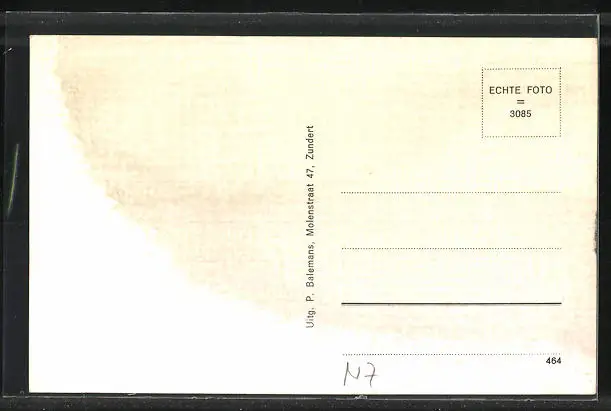 ECHTE FOTO
=
3085
Uitg. P. Balemans, Molenstraat 47, Zundert
464
N7